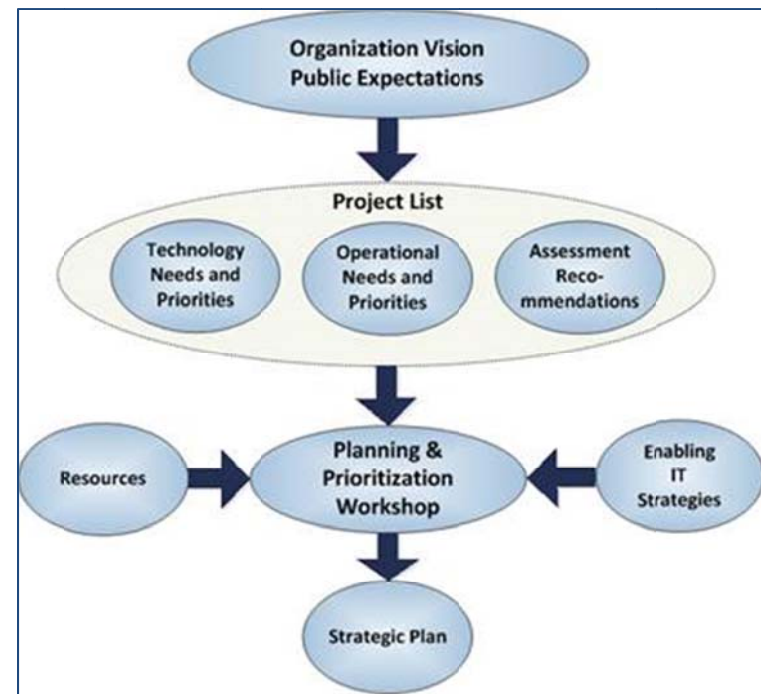 Organization Vision
Public Expectations
Project List
Technology
Needs and
Priorities
Operational
Needs and
Priorities
Assessment
Reco-
mmendations
Resources
Planning &
Prioritization
Workshop
Enabling
IT
Strategies
Strategic Plan